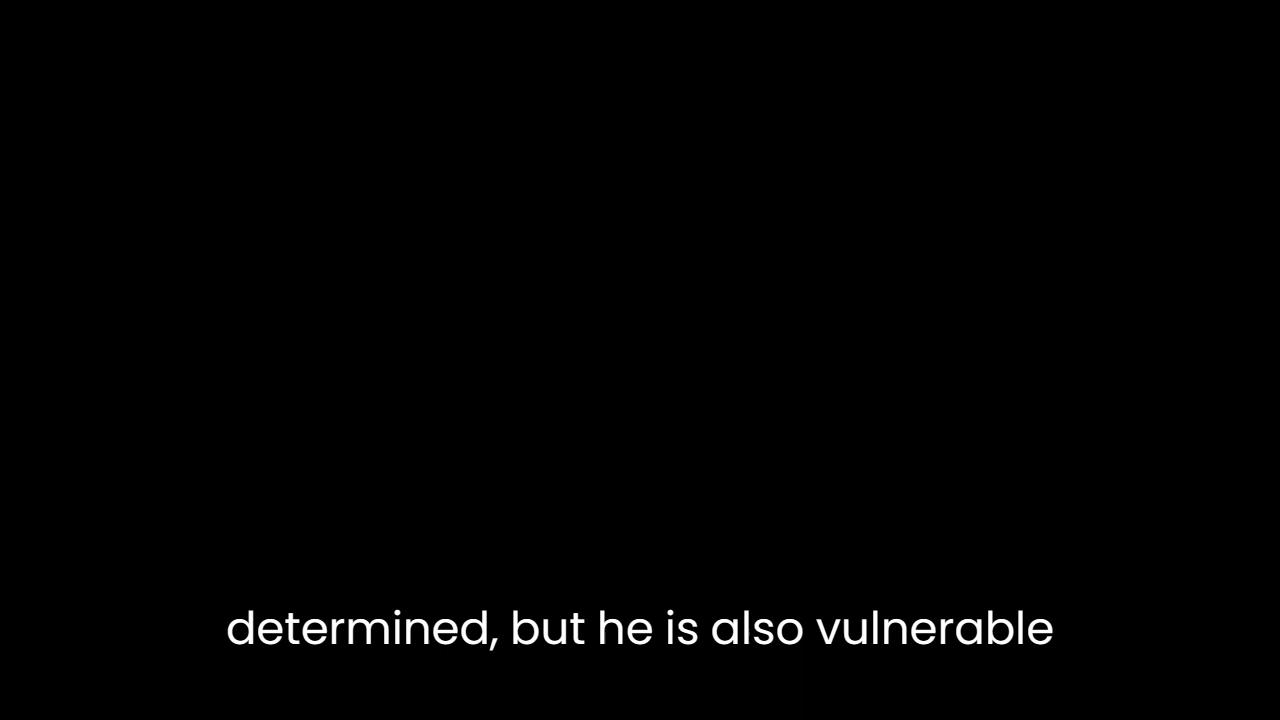 determined, but he is also vulnerable